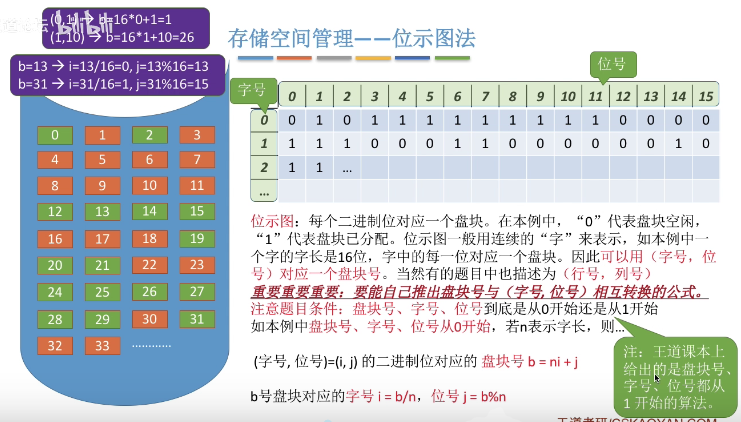 (0,1) → b=16*0+1=1
(1,10) → b=16*1+10=26
b=13 → i=13/16=0, j=13%16=13
b=31 → i=31/16=1, j=31%16=15
存储空间管理——位示图法
位号
字号
0 1 2 3 4 5 6 7 8 9 10 11 12 13 14 15
0 0 1 0 1 1 1 1 1 1 1 1 1 0 0 0 0
1 1 1 1 0 0 0 1 1 0 0 0 0 0 0 1 0
2 1 1 ...
...
0 1 2 3
4 5 6 7
8 9 10 11
12 13 14 15
16 17 18 19
20 21 22 23
24 25 26 27
28 29 30 31
32 33 …………
位示图：每个二进制位对应一个盘块。在本例中，“0”代表盘块空闲，
“1”代表盘块已分配。位示图一般用连续的“字”来表示，如本例中一
个字的字长是16位，字中的每一位对应一个盘块。因此可以用（字号，位
号）对应一个盘块号。当然有的题目中也描述为（行号，列号）
重要重要重要：要能自己推出盘块号与（字号, 位号）相互转换的公式。
注意题目条件：盘块号、字号、位号到底是从0开始还是从1开始
如本例中盘块号、字号、位号从0开始，若n表示字长，则...
(字号, 位号)=(i, j) 的二进制位对应的 盘块号 b = ni + j
b号盘块对应的字号 i = b/n，位号 j = b%n
注：王道课本上
给出的是盘块号、
字号、位号都从
1 开始的算法。
bilibili